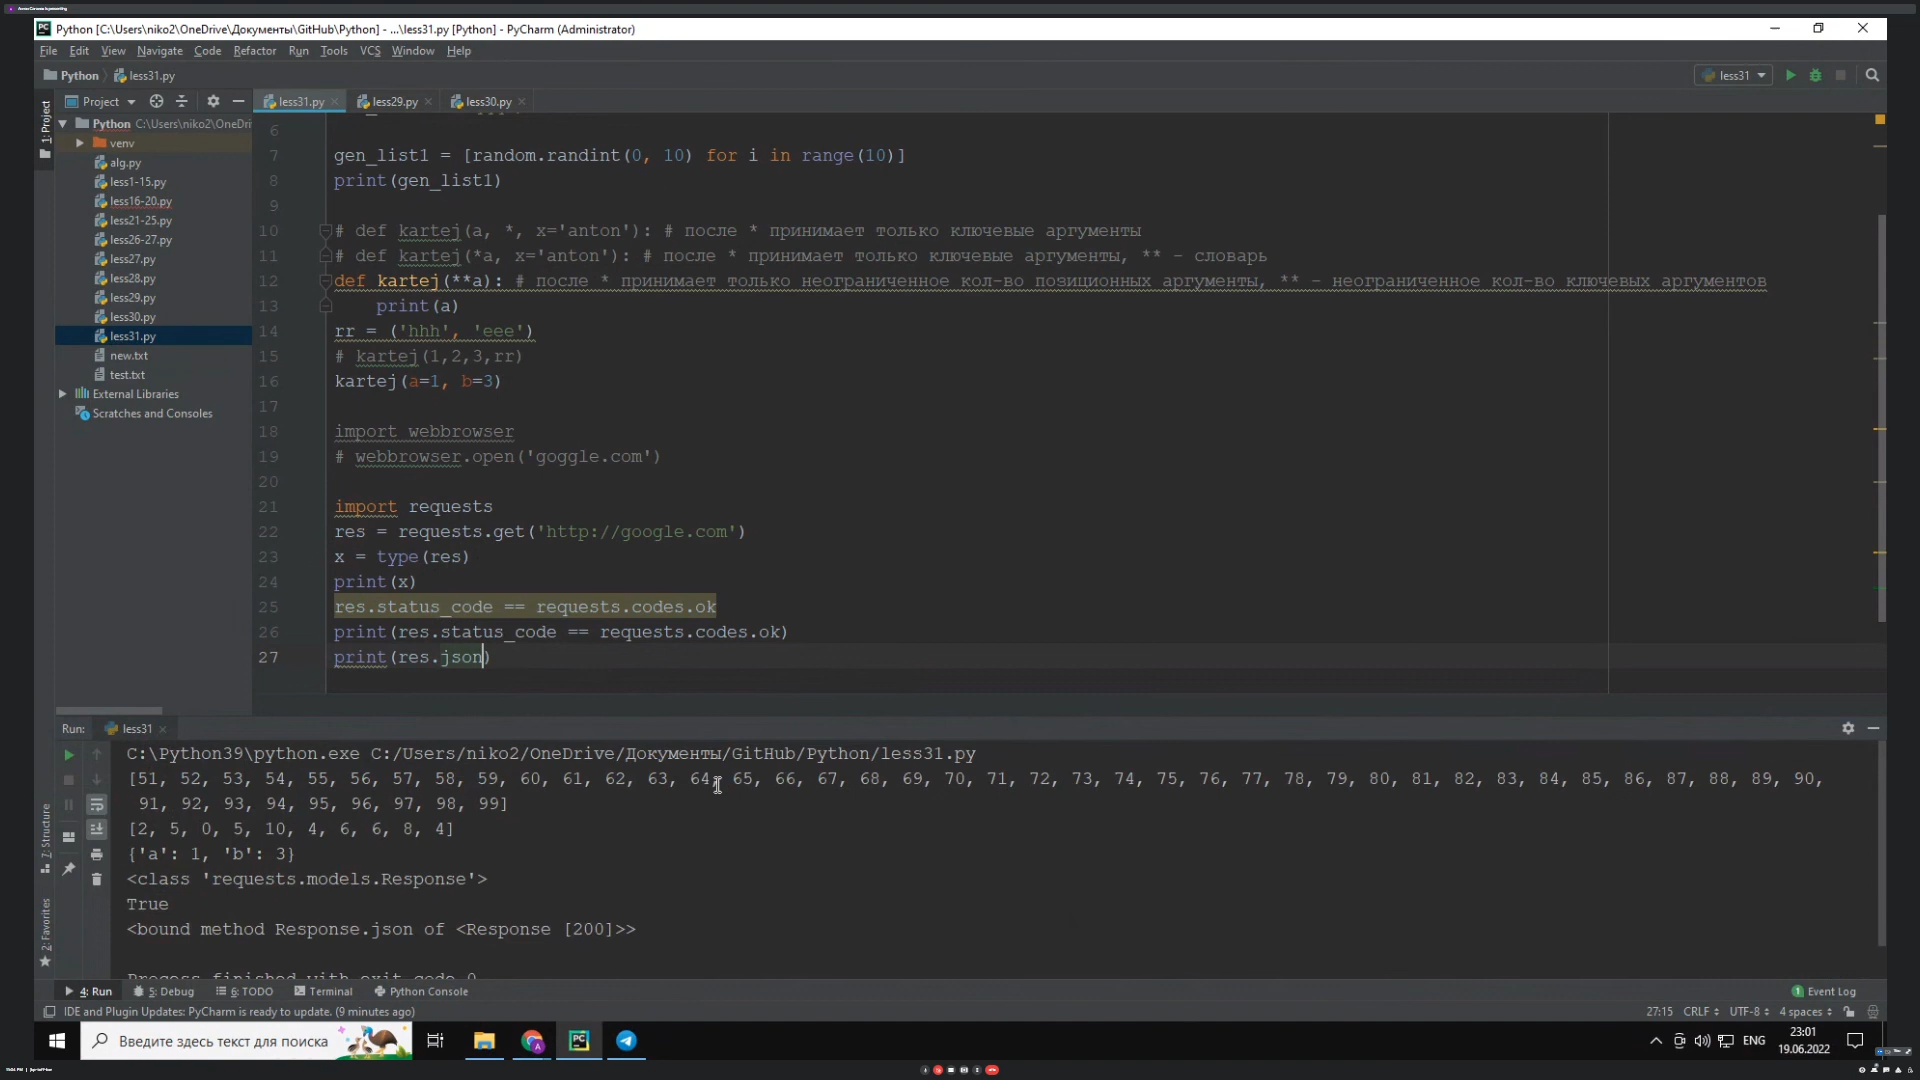 Python [C:\Users\niko2\OneDrive\Документы\GitHub\Python] - ...\less31.py [Python] - PyCharm (Administrator)
File Edit View Navigate Code Refactor Run Tools VCS Window Help
Python less31.py less31
Project less31.py less29.py less30.py
1: Project
Python C:\Users\niko2\OneDri
venv
alg.py
less1-15.py
less16-20.py
less21-25.py
less26-27.py
less27.py
less28.py
less29.py
less30.py
less31.py
new.txt
test.txt
External Libraries
Scratches and Consoles
6
7 gen_list1 = [random.randint(0, 10) for i in range(10)]
8 print(gen_list1)
9
10 # def kartej(a, *, x='anton'): # после * принимает только ключевые аргументы
11 # def kartej(*a, x='anton'): # после * принимает только ключевые аргументы, ** - словарь
12 def kartej(**a): # после * принимает только неограниченное кол-во позиционных аргументы, ** - неограниченное кол-во ключевых аргументов
13 print(a)
14 rr = ('hhh', 'eee')
15 # kartej(1,2,3,rr)
16 kartej(a=1, b=3)
17
18 import webbrowser
19 # webbrowser.open('goggle.com')
20
21 import requests
22 res = requests.get('http://google.com')
23 x = type(res)
24 print(x)
25 res.status_code == requests.codes.ok
26 print(res.status_code == requests.codes.ok)
27 print(res.json)
Run: less31
C:\Python39\python.exe C:/Users/niko2/OneDrive/Документы/GitHub/Python/less31.py
[51, 52, 53, 54, 55, 56, 57, 58, 59, 60, 61, 62, 63, 64, 65, 66, 67, 68, 69, 70, 71, 72, 73, 74, 75, 76, 77, 78, 79, 80, 81, 82, 83, 84, 85, 86, 87, 88, 89, 90,
91, 92, 93, 94, 95, 96, 97, 98, 99]
[2, 5, 0, 5, 10, 4, 6, 6, 8, 4]
{'a': 1, 'b': 3}
<class 'requests.models.Response'>
True
<bound method Response.json of <Response [200]>>
Process finished with exit code 0
7: Structure
2: Favorites
4: Run 5: Debug 6: TODO Terminal Python Console 1 Event Log
IDE and Plugin Updates: PyCharm is ready to update. (9 minutes ago) 27:15 CRLF UTF-8 4 spaces
Введите здесь текст для поиска ENG 23:01
19.06.2022